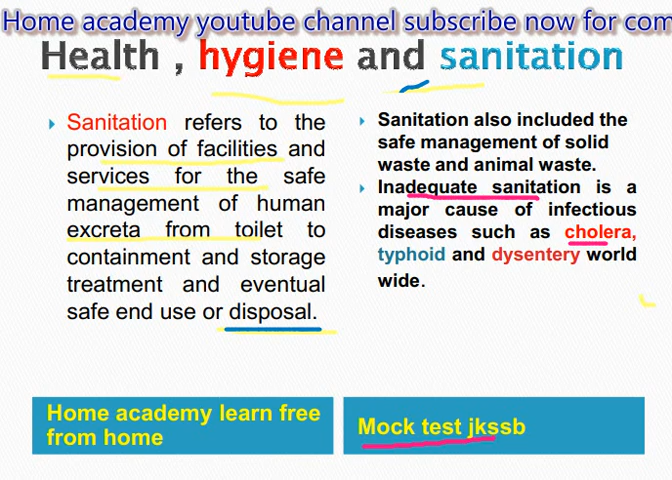 Home academy youtube channel subscribe now for com
Health , hygiene and sanitation
Sanitation refers to the
provision of facilities and
services for the safe
management of human
excreta from toilet to
containment and storage
treatment and eventual
safe end use or disposal.
Sanitation also included the
safe management of solid
waste and animal waste.
Inadequate sanitation is a
major cause of infectious
diseases such as cholera,
typhoid and dysentery world
wide.
Home academy learn free
from home
Mock test jkssb